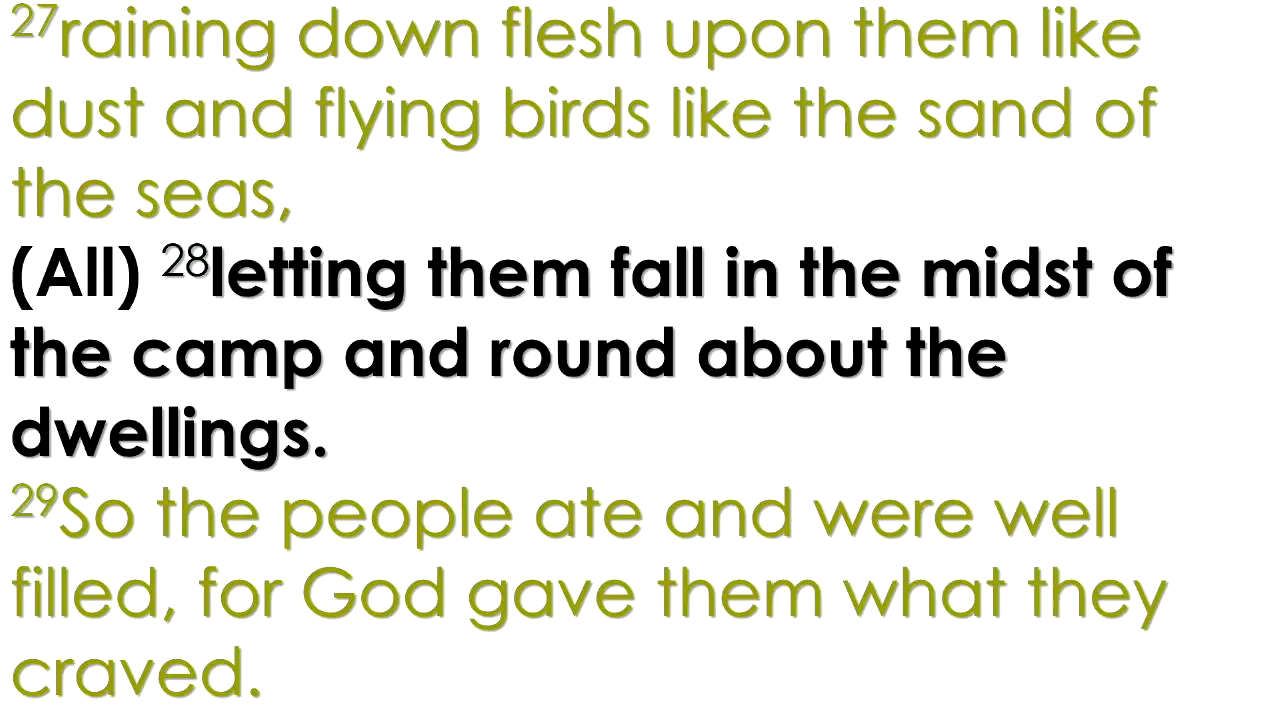 27raining down flesh upon them like
dust and flying birds like the sand of
the seas,
(All) 28letting them fall in the midst of
the camp and round about the
dwellings.
29So the people ate and were well
filled, for God gave them what they
craved.